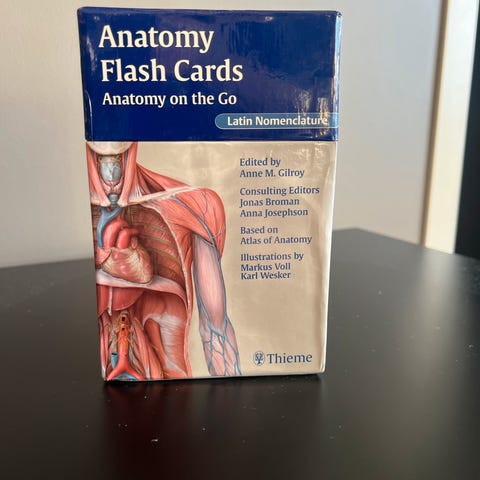 Anatomy
Flash Cards
Anatomy on the Go
Latin Nomenclature
Edited by
Anne M. Gilroy
Consulting Editors
Jonas Broman
Anna Josephson
Based on
Atlas of Anatomy
Illustrations by
Markus Voll
Karl Wesker
Thieme